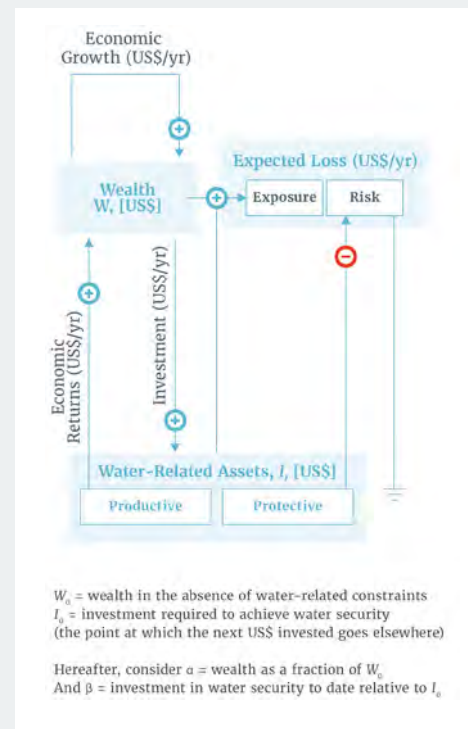 Economic
Growth (US$/yr)
Expected Loss (US$/yr)
Wealth
W, [US$]
Exposure
Risk
Economic
Returns (US$/yr)
Investment (US$/yr)
Water-Related Assets, I, [US$]
Productive
Protective
W₀ = wealth in the absence of water-related constraints
I₀ = investment required to achieve water security
(the point at which the next US$ invested goes elsewhere)
Hereafter, consider α = wealth as a fraction of W₀
And β = investment in water security to date relative to I₀